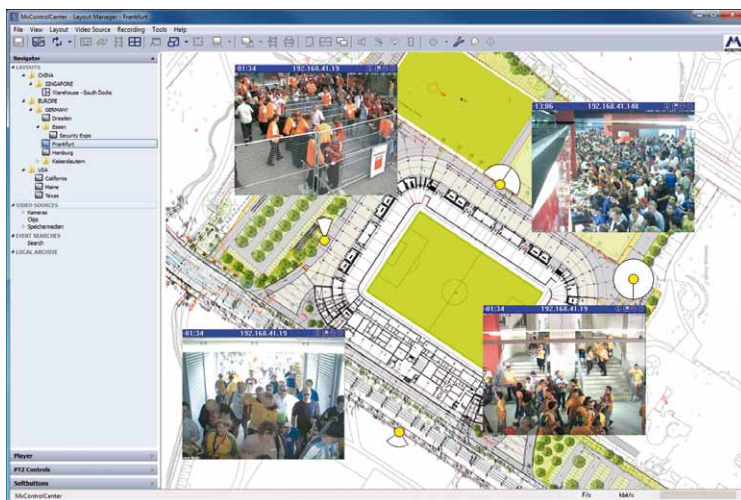 MxControlCenter - Layout Manager - Frankfurt
File View Layout Video Source Recording Tools Help
Navigator
LAYOUTS
CHINA
SINGAPORE
Warehouse - South Docks
EUROPE
GERMANY
Dresden
Essen
Security Expo
Frankfurt
Hamburg
Kaiserslautern
USA
California
Maine
Texas
VIDEO SOURCES
Kameras
Clips
Speichermedien
EVENT SEARCHES
Search
LOCAL ARCHIVE
-01:34 192.168.41.19
-13:06 192.168.41.148
-01:34 192.168.41.19
-01:34 192.168.41.19
Player
PTZ Controls
Softbuttons
MxControlCenter
F/s kbit/s